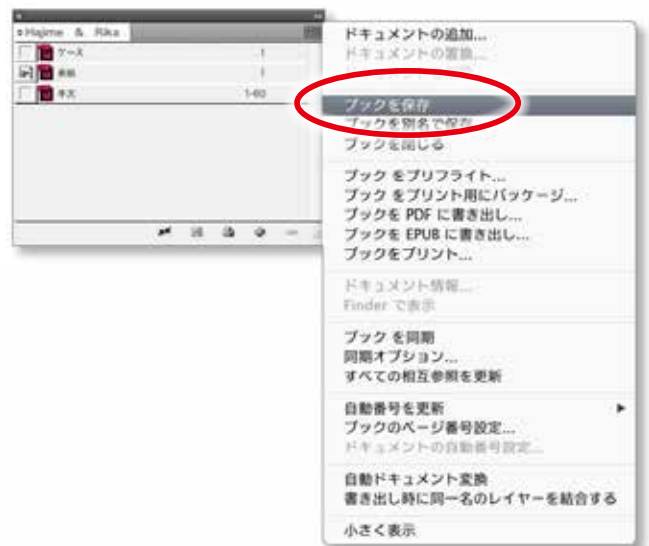 Hajime & Rika
ケース 1
表紙 1
本文 1-60
ドキュメントの追加...
ドキュメントの置換...
ブックを保存
ブックを別名で保存
ブックを閉じる
ブック をプリフライト...
ブック をプリント用にパッケージ...
ブックを PDF に書き出し...
ブックを EPUB に書き出し...
ブックをプリント...
ドキュメント情報...
Finder で表示
ブック を同期
同期オプション...
すべての相互参照を更新
自動番号を更新
ブックのページ番号設定...
ドキュメントの自動番号設定...
自動ドキュメント変換
書き出し時に同一名のレイヤーを結合する
小さく表示